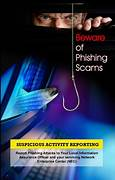 Beware
of
Phishing
Scams
SUSPICIOUS ACTIVITY REPORTING
Report Phishing Attacks to Your Local Information
Assurance Officer and your servicing Network
Enterprise Center (NEC)